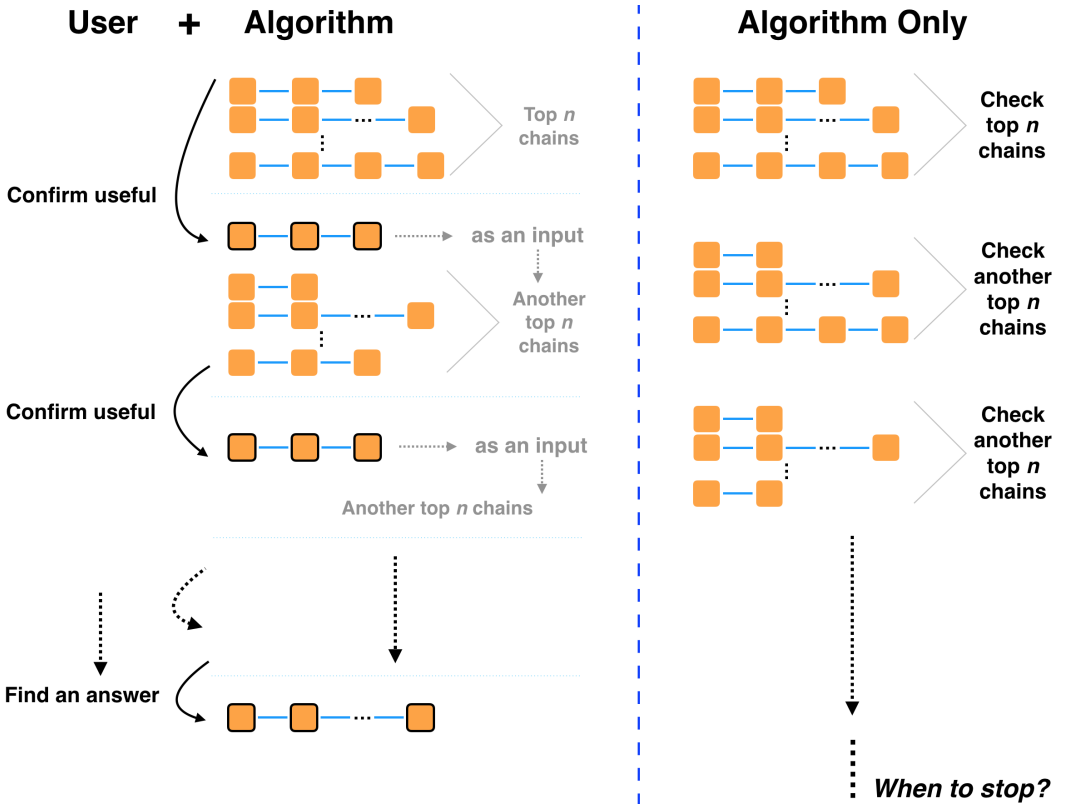 User + Algorithm
Top n
chains
Confirm useful
as an input
Another
top n
chains
Confirm useful
as an input
Another top n chains
Find an answer
Algorithm Only
Check
top n
chains
Check
another
top n
chains
Check
another
top n
chains
When to stop?